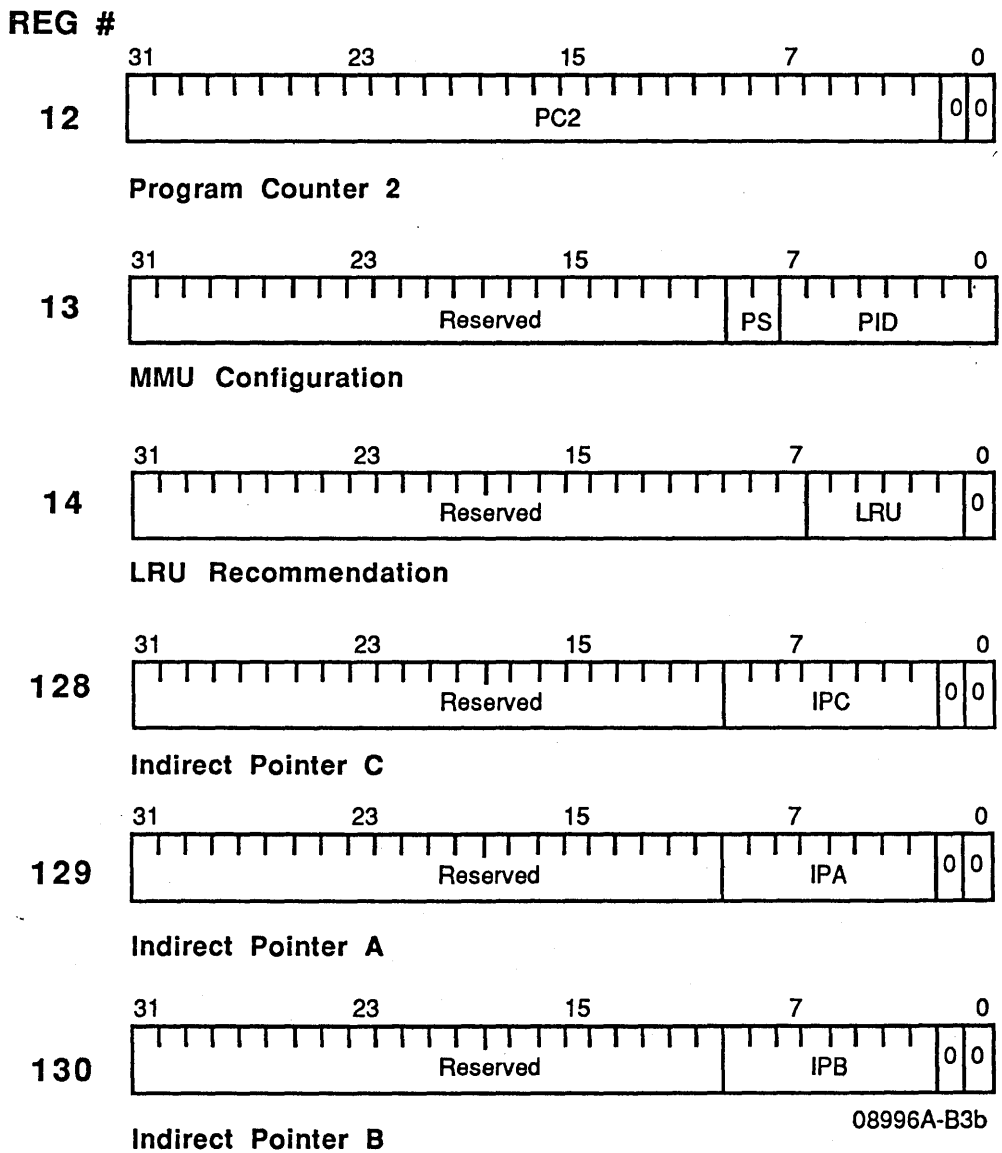 REG #
31 23 15 7 0
12 PC2 0 0
Program Counter 2
31 23 15 7 0
13 Reserved PS PID
MMU Configuration
31 23 15 7 0
14 Reserved LRU 0
LRU Recommendation
31 23 15 7 0
128 Reserved IPC 0 0
Indirect Pointer C
31 23 15 7 0
129 Reserved IPA 0 0
Indirect Pointer A
31 23 15 7 0
130 Reserved IPB 0 0
08996A-B3b
Indirect Pointer B